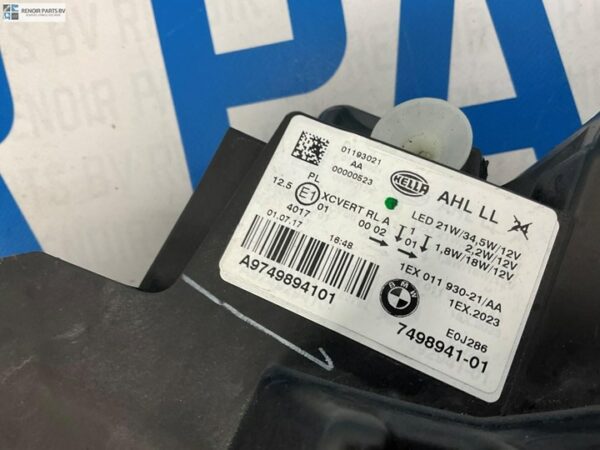 RENOIR PARTS BV
01193021
AA
00000523
HELLA
AHL LL
PL
12.5 E1 01
XCVERT RL A
LED 21W/34,5W/12V
2,2W/12V
1,8W/18W/12V
4017
00 02
1
01
01.07.17
16:48
A9749894101
1EX 011 930-21/AA
1EX.2023
BMW
E0J286
7498941-01